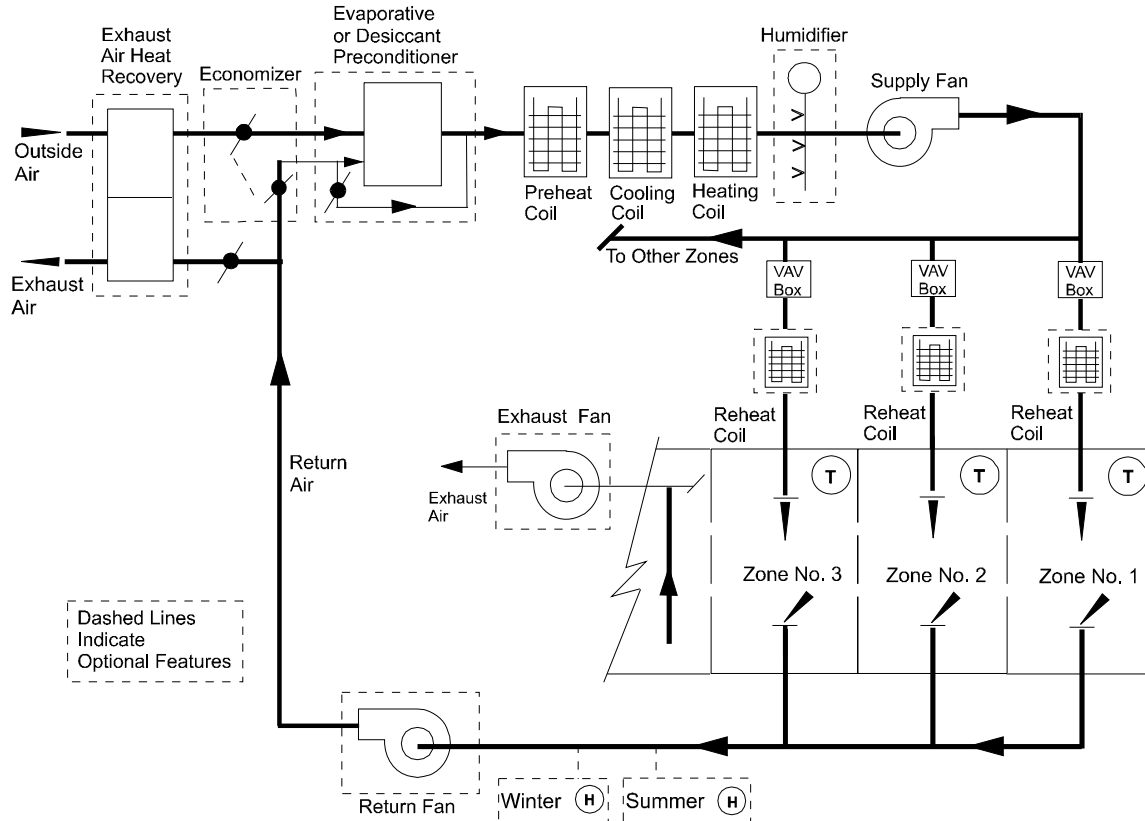 Exhaust
Air Heat
Recovery
Economizer
Evaporative
or Desiccant
Preconditioner
Humidifier
Supply Fan
Outside
Air
Exhaust
Air
Preheat
Coil
Cooling
Coil
Heating
Coil
To Other Zones
VAV
Box
VAV
Box
VAV
Box
Reheat
Coil
Reheat
Coil
Reheat
Coil
Exhaust Fan
Exhaust
Air
Return
Air
T
T
T
Zone No. 3
Zone No. 2
Zone No. 1
Dashed Lines
Indicate
Optional Features
Return Fan
Winter H
Summer H